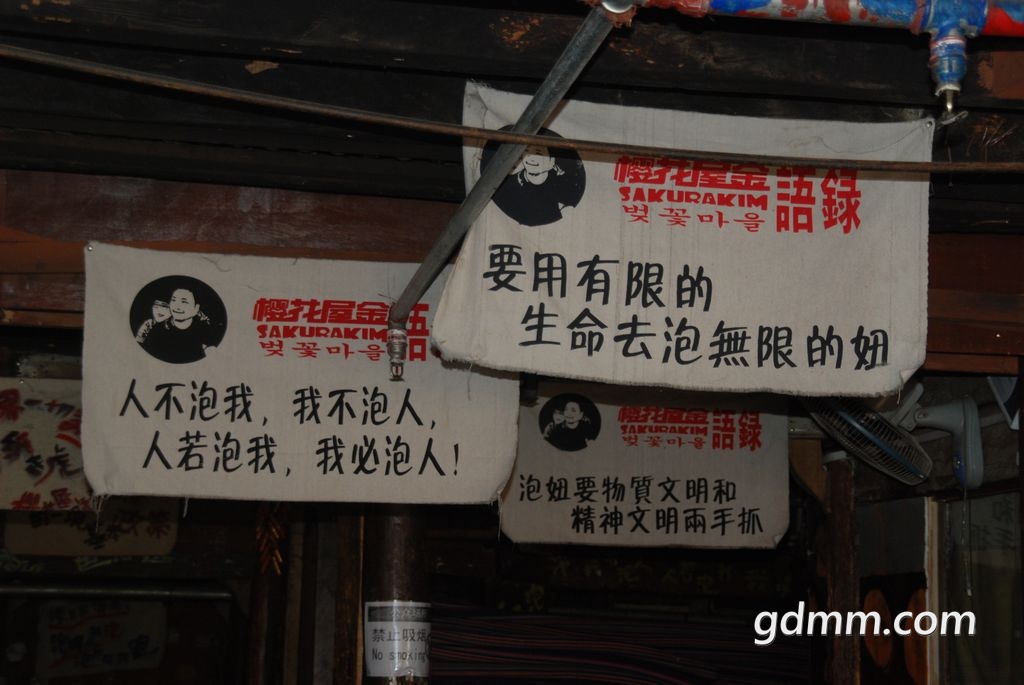 樱花屋金
SAKURAKIM
벚꽃마을
語録
要用有限的
生命去泡無限的妞
樱花屋金
SAKURAKIM
벚꽃마을
語
人不泡我，我不泡人，
人若泡我，我必泡人！
樱花屋金
SAKURAKIM
벚꽃마을
語録
泡妞要物質文明和
精神文明兩手抓
禁止吸烟
No smoking
gdmm.com